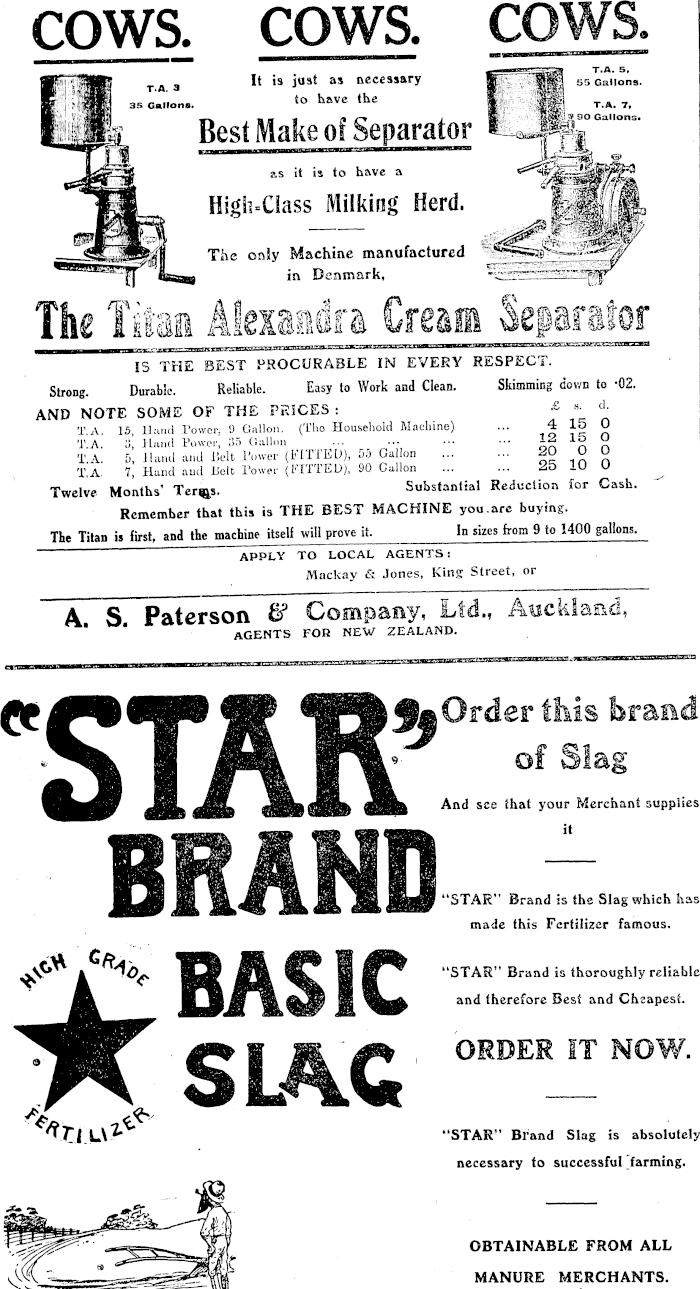 COWS. COWS. COWS.
T.A. 3
35 Gallons.
It is just as necessary
to have the
Best Make of Separator
as it is to have a
High-Class Milking Herd.
The only Machine manufactured
in Denmark,
T.A. 5,
55 Gallons.
T.A. 7,
90 Gallons.
The Titan Alexandra Cream Separator
IS THE BEST PROCURABLE IN EVERY RESPECT.
Strong. Durable. Reliable. Easy to Work and Clean. Skimming down to ·02.
AND NOTE SOME OF THE PRICES: £ s. d.
T.A. 15, Hand Power, 9 Gallon. (The Household Machine) ... 4 15 0
T.A. 3, Hand Power, 35 Gallon ... ... ... ... 12 15 0
T.A. 5, Hand and Belt Power (FITTED), 55 Gallon ... ... 20 0 0
T.A. 7, Hand and Belt Power (FITTED), 90 Gallon ... ... 25 10 0
Twelve Months' Terms. Substantial Reduction for Cash.
Remember that this is THE BEST MACHINE you are buying.
The Titan is first, and the machine itself will prove it. In sizes from 9 to 1400 gallons.
APPLY TO LOCAL AGENTS:
Mackay & Jones, King Street, or
A. S. Paterson & Company, Ltd., Auckland,
AGENTS FOR NEW ZEALAND.
"STAR"
BRAND
BASIC
SLAG
HIGH GRADE
FERTILIZER
Order this brand
of Slag
And see that your Merchant supplies
it
"STAR" Brand is the Slag which has
made this Fertilizer famous.
"STAR" Brand is thoroughly reliable
and therefore Best and Cheapest.
ORDER IT NOW.
"STAR" Brand Slag is absolutely
necessary to successful farming.
OBTAINABLE FROM ALL
MANURE MERCHANTS.